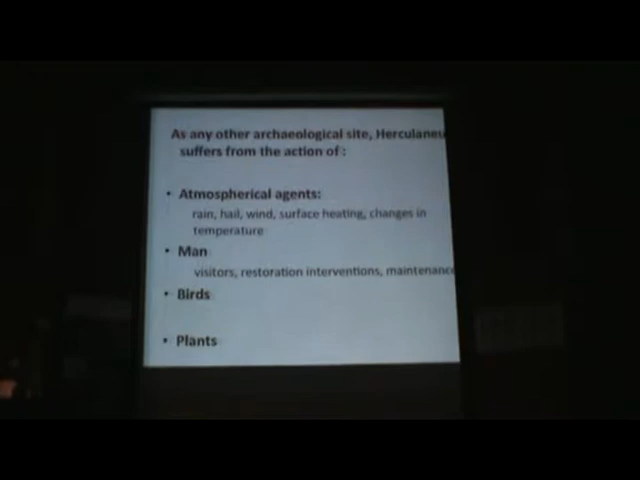 As any other archaeological site, Herculaneu
suffers from the action of :
• Atmospherical agents:
rain, hail, wind, surface heating, changes in
temperature
• Man
visitors, restoration interventions, maintenance
• Birds
• Plants